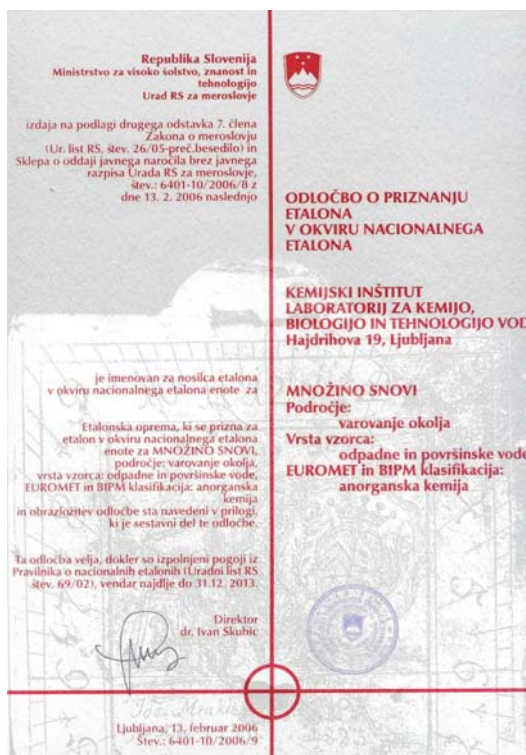 Republika Slovenija
Ministrstvo za visoko šolstvo, znanost in
tehnologijo
Urad RS za meroslovje
izdaja na podlagi drugega odstavka 7. člena
Zakona o meroslovju
(Ur. list RS, štev. 26/05-preč.besedilo) in
Sklepa o oddaji javnega naročila brez javnega
razpisa Urada RS za meroslovje,
štev.: 6401-10/2006/8 z
dne 13. 2. 2006 naslednjo
ODLOČBO O PRIZNANJU
ETALONA
V OKVIRU NACIONALNEGA
ETALONA
KEMIJSKI INŠTITUT
LABORATORIJ ZA KEMIJO,
BIOLOGIJO IN TEHNOLOGIJO VOD
Hajdrihova 19, Ljubljana
je imenovan za nosilca etalona
v okviru nacionalnega etalona enote za
MNOŽINO SNOVI
Področje:
varovanje okolja
Vrsta vzorca:
odpadne in površinske vode
EUROMET in BIPM klasifikacija:
anorganska kemija
Etalonska oprema, ki se prizna za
etalon v okviru nacionalnega etalona
enote za MNOŽINO SNOVI,
področje: varovanje okolja,
vrsta vzorca: odpadne in površinske vode,
EUROMET in BIPM klasifikacija: anorganska
kemija
in obrazložitev odločbe sta navedeni v prilogi,
ki je sestavni del te odločbe.
Ta odločba velja, dokler so izpolnjeni pogoji iz
Pravilnika o nacionalnih etalonih (Uradni list RS
štev. 69/02), vendar najdlje do 31.12. 2013.
Direktor
dr. Ivan Skubic
Ljubljana, 13. februar 2006
Štev.: 6401-10/2006/9